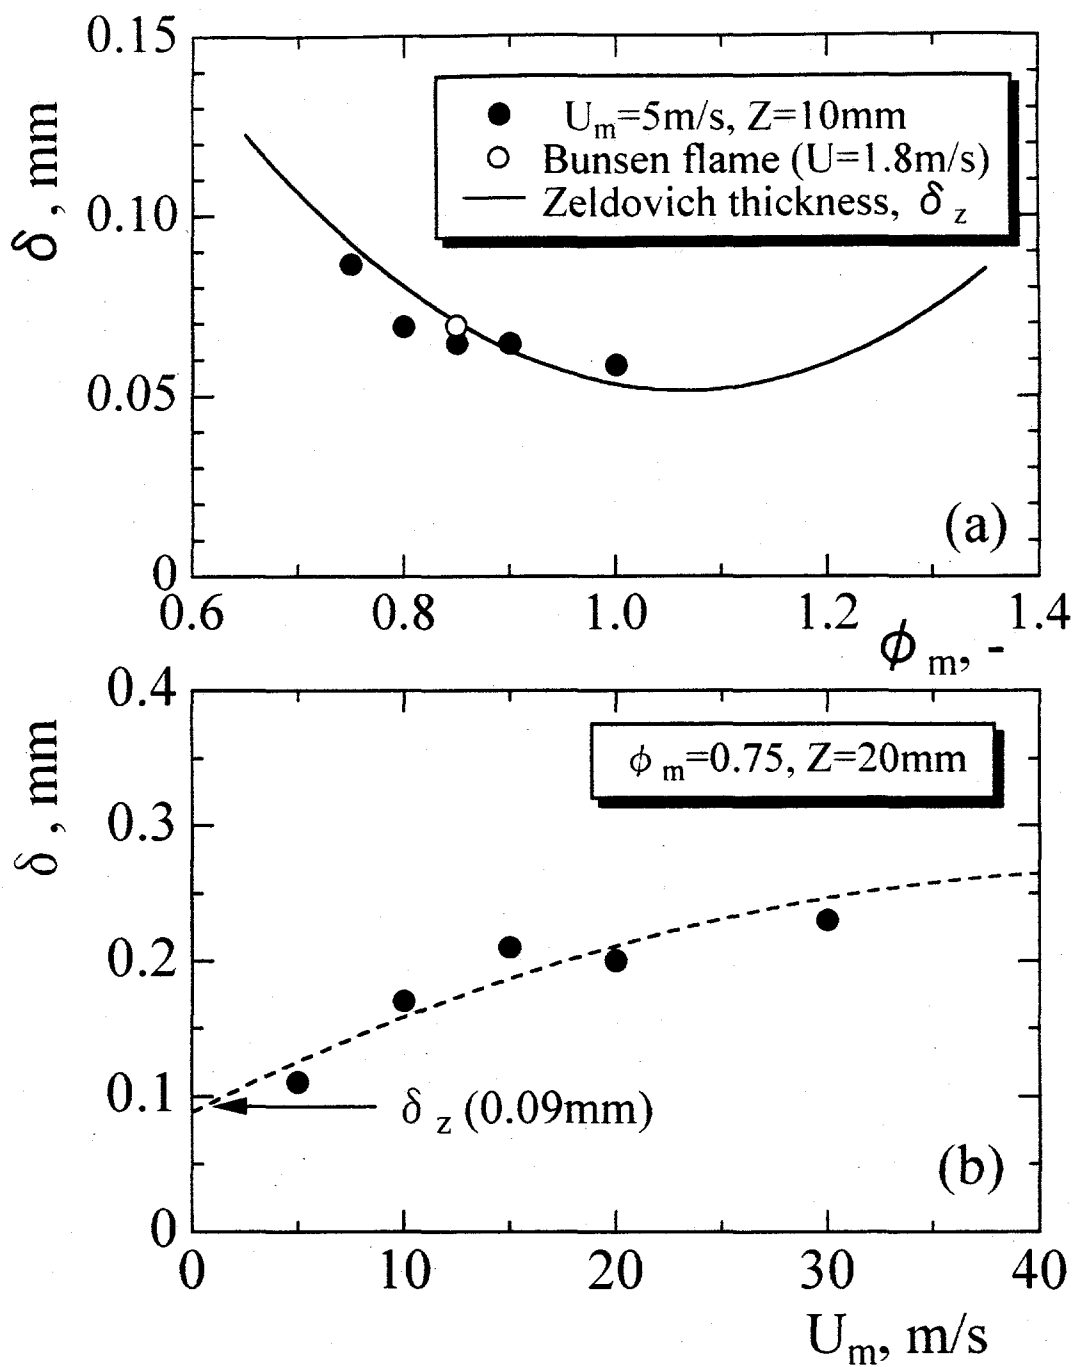 0.15
0.10
0.05
0
δ, mm
U_m=5m/s, Z=10mm
Bunsen flame (U=1.8m/s)
Zeldovich thickness, δ_z
(a)
0.6 0.8 1.0 1.2 1.4
ϕ_m, -
0.4
0.3
0.2
0.1
0
δ, mm
ϕ_m=0.75, Z=20mm
δ_z (0.09mm)
(b)
0 10 20 30 40
U_m, m/s